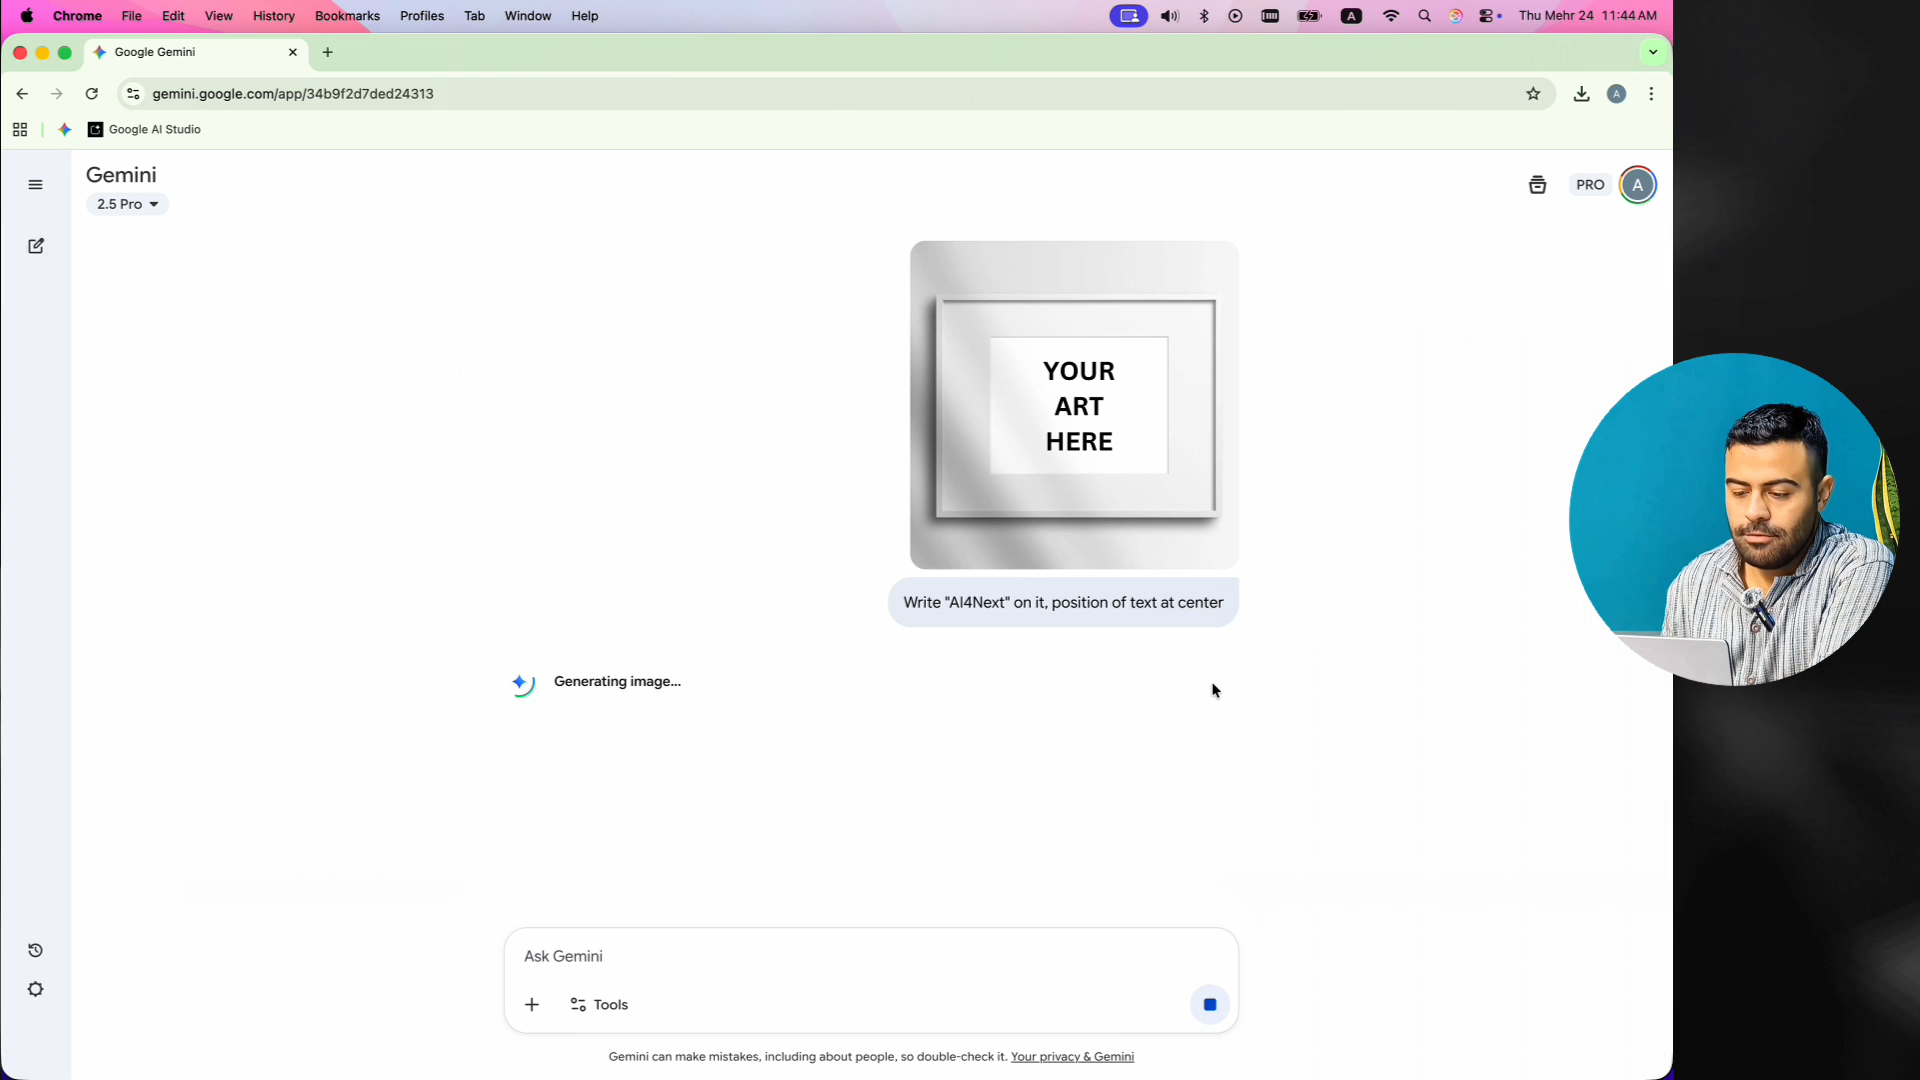 Chrome File Edit View History Bookmarks Profiles Tab Window Help
A
Thu Mehr 24 11:44 AM
Google Gemini
gemini.google.com/app/34b9f2d7ded24313
A
Google AI Studio
Gemini
2.5 Pro
PRO
A
YOUR
ART
HERE
Write "AI4Next" on it, position of text at center
Generating image...
Ask Gemini
Tools
Gemini can make mistakes, including about people, so double-check it. Your privacy & Gemini